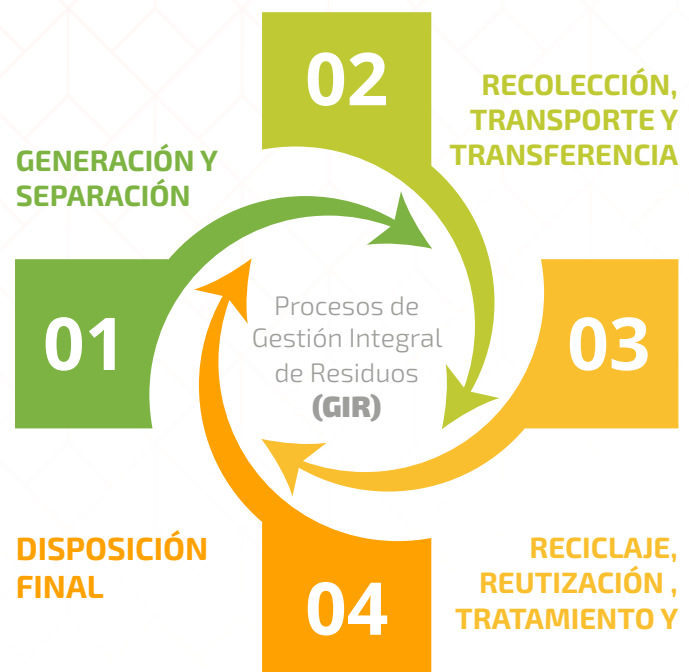 01
GENERACIÓN Y
SEPARACIÓN
02
RECOLECCIÓN,
TRANSPORTE Y
TRANSFERENCIA
Procesos de
Gestión Integral
de Residuos
(GIR)
03
RECICLAJE,
REUTIZACIÓN ,
TRATAMIENTO Y
04
DISPOSICIÓN
FINAL